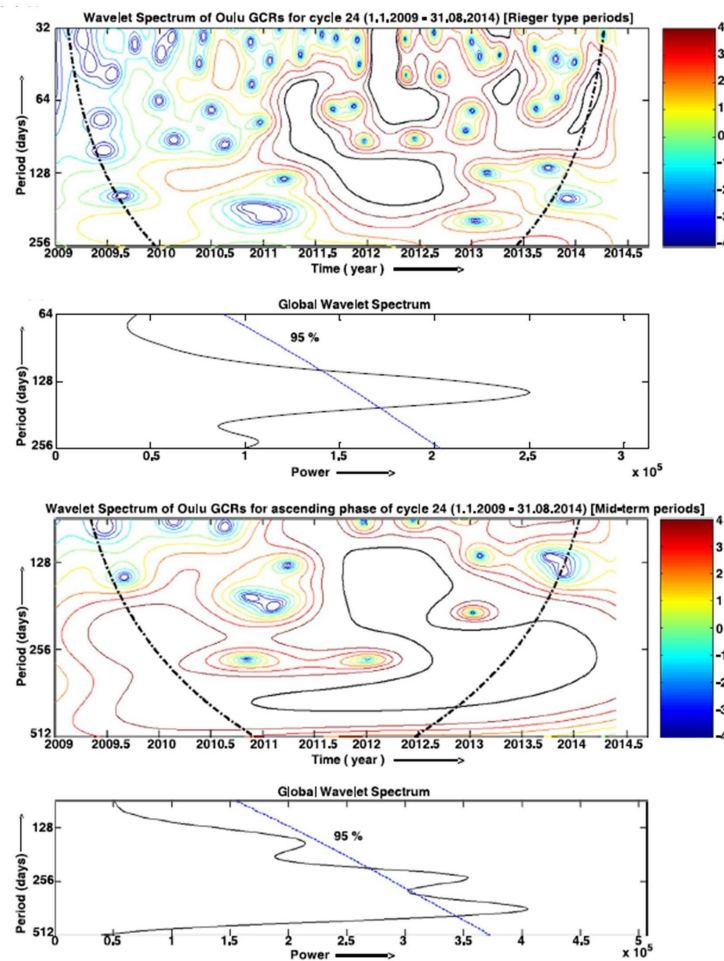 Wavelet Spectrum of Oulu GCRs for cycle 24 (1.1.2009 - 31.08.2014) [Rieger type periods]
32
64
128
256
Period (days)
2009 2009.5 2010 2010.5 2011 2011.5 2012 2012.5 2013 2013.5 2014 2014.5
Time ( year )
4
3
2
1
0
-1
-2
-3
Global Wavelet Spectrum
64
128
256
Period (days)
95 %
0 0.5 1 1.5 2 2.5 3
Power
x 10^5
Wavelet Spectrum of Oulu GCRs for ascending phase of cycle 24 (1.1.2009 - 31.08.2014) [Mid-term periods]
128
256
512
Period (days)
2009 2009.5 2010 2010.5 2011 2011.5 2012 2012.5 2013 2013.5 2014 2014.5
Time ( year )
4
3
2
1
0
-1
-2
-3
-4
Global Wavelet Spectrum
128
256
512
Period (days)
95 %
0 0.5 1 1.5 2 2.5 3 3.5 4 4.5 5
Power
x 10^5